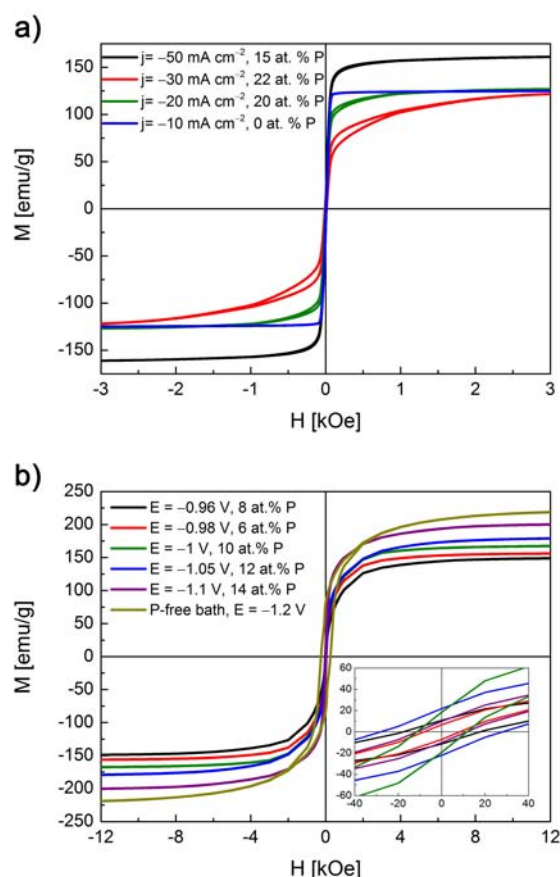 a)
j= −50 mA cm⁻², 15 at. % P
j= −30 mA cm⁻², 22 at. % P
j= −20 mA cm⁻², 20 at. % P
j= −10 mA cm⁻², 0 at. % P
150
100
50
0
-50
-100
-150
M [emu/g]
-3 -2 -1 0 1 2 3
H [kOe]
b)
E = −0.96 V, 8 at.% P
E = −0.98 V, 6 at.% P
E = −1 V, 10 at.% P
E = −1.05 V, 12 at.% P
E = −1.1 V, 14 at.% P
P-free bath, E = −1.2 V
250
200
150
100
50
0
-50
-100
-150
-200
-250
M [emu/g]
60
40
20
0
-20
-40
-60
-40 -20 0 20 40
-12 -8 -4 0 4 8 12
H [kOe]